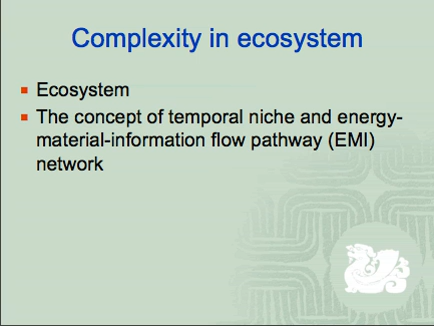 Complexity in ecosystem
Ecosystem
The concept of temporal niche and energy-
material-information flow pathway (EMI)
network